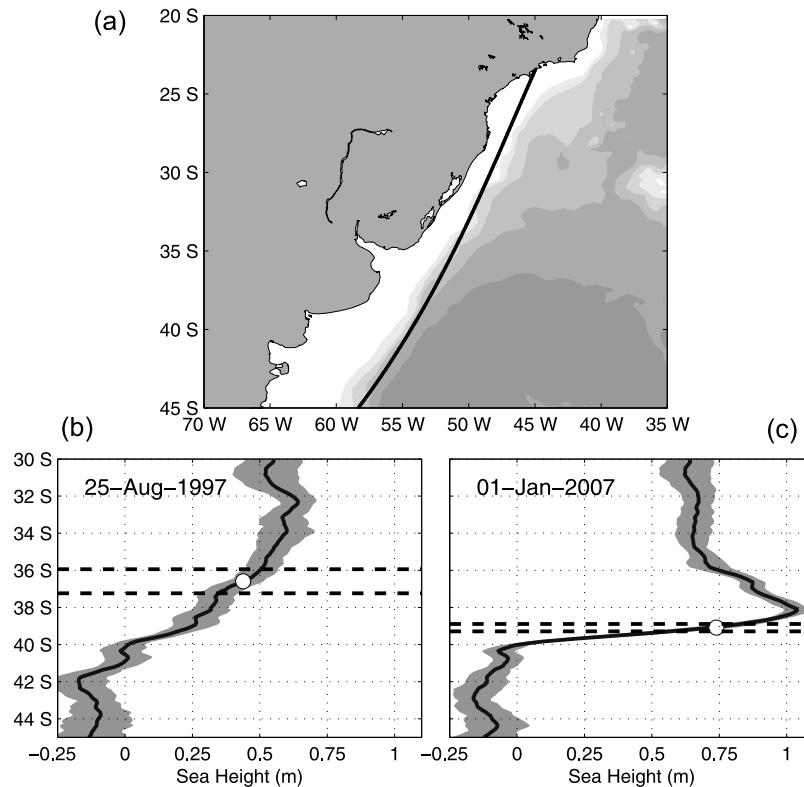 (a)
20 S
25 S
30 S
35 S
40 S
45 S
70 W 65 W 60 W 55 W 50 W 45 W 40 W 35 W
(b)
30 S
32 S
34 S
36 S
38 S
40 S
42 S
44 S
25−Aug−1997
−0.25 0 0.25 0.5 0.75 1
Sea Height (m)
(c)
01−Jan−2007
−0.25 0 0.25 0.5 0.75 1
Sea Height (m)